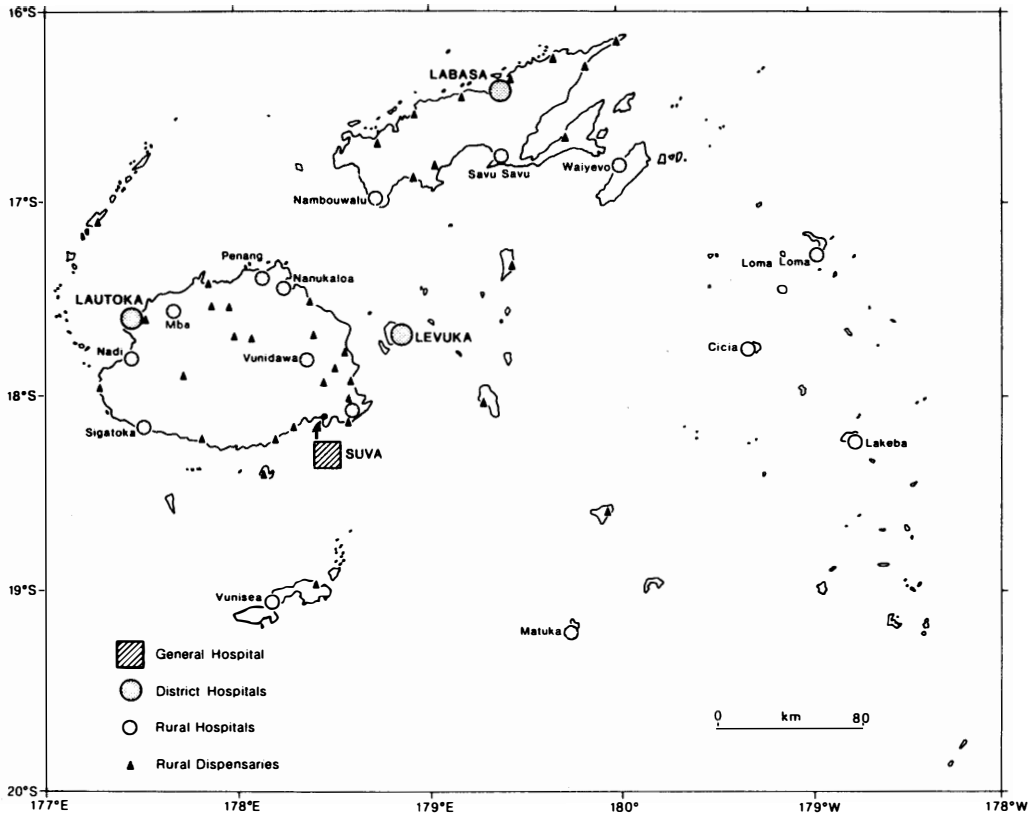 16°S
LABASA
Savu Savu
Waiyevo
Nambouwalu
17°S
Penang
Nanukaloa
Loma Loma
LAUTOKA
Mba
LEVUKA
Nadi
Vunidawa
Cicia
18°S
Sigatoka
SUVA
Lakeba
19°S
Vunisea
Matuka
General Hospital
District Hospitals
Rural Hospitals
Rural Dispensaries
0 km 80
20°S
177°E 178°E 179°E 180° 179°W 178°W